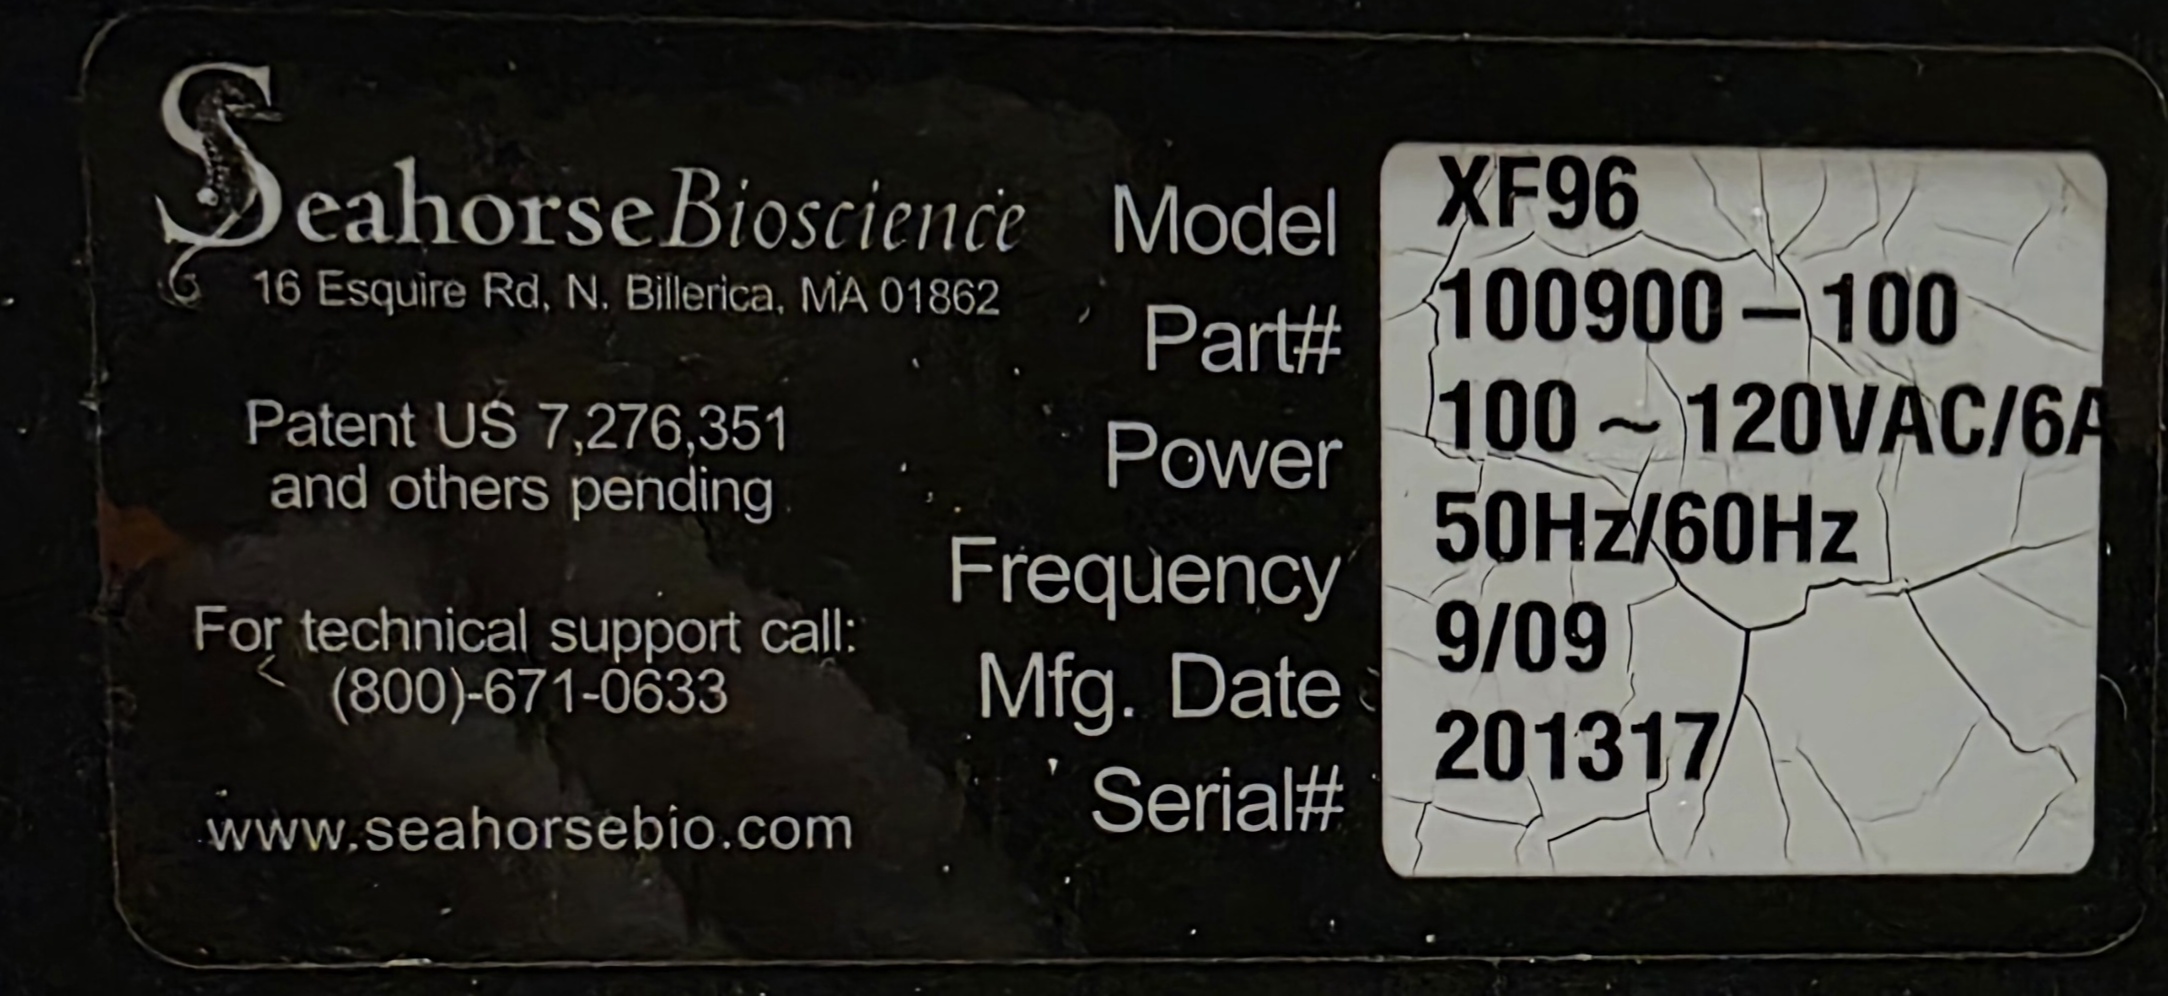 SeahorseBioscience
16 Esquire Rd, N. Billerica, MA 01862
Patent US 7,276,351
and others pending
For technical support call:
(800)-671-0633
www.seahorsebio.com
Model XF96
Part# 100900-100
Power 100~120VAC/6A
Frequency 50Hz/60Hz
Mfg. Date 9/09
Serial# 201317